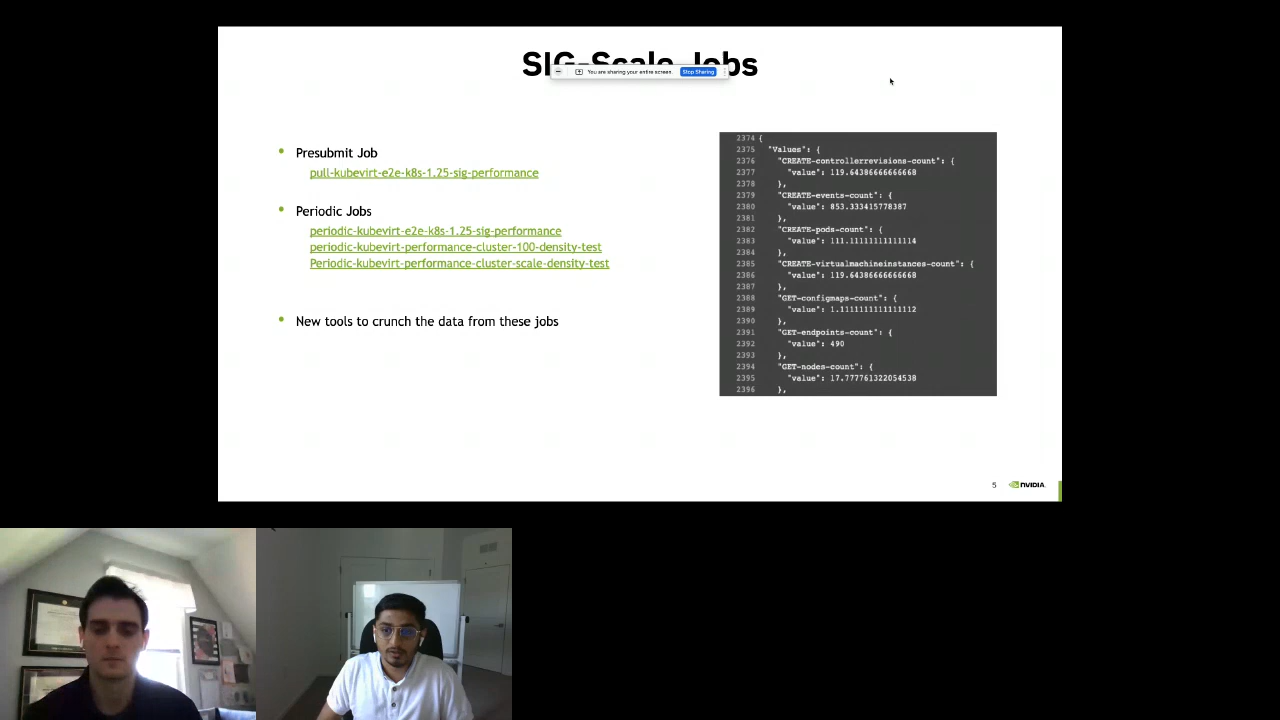 SIG-Scale Jobs
You are sharing your entire screen.
Stop Sharing
• Presubmit Job
pull-kubevirt-e2e-k8s-1.25-sig-performance
• Periodic Jobs
periodic-kubevirt-e2e-k8s-1.25-sig-performance
periodic-kubevirt-performance-cluster-100-density-test
Periodic-kubevirt-performance-cluster-scale-density-test
• New tools to crunch the data from these jobs
2374 {
2375 "Values": {
2376 "CREATE-controllerrevisions-count": {
2377 "value": 119.64386666666668
2378 },
2379 "CREATE-events-count": {
2380 "value": 853.333415778387
2381 },
2382 "CREATE-pods-count": {
2383 "value": 111.11111111111114
2384 },
2385 "CREATE-virtualmachineinstances-count": {
2386 "value": 119.64386666666668
2387 },
2388 "GET-configmaps-count": {
2389 "value": 1.1111111111111112
2390 },
2391 "GET-endpoints-count": {
2392 "value": 490
2393 },
2394 "GET-nodes-count": {
2395 "value": 17.777761322054538
2396 },
5
NVIDIA